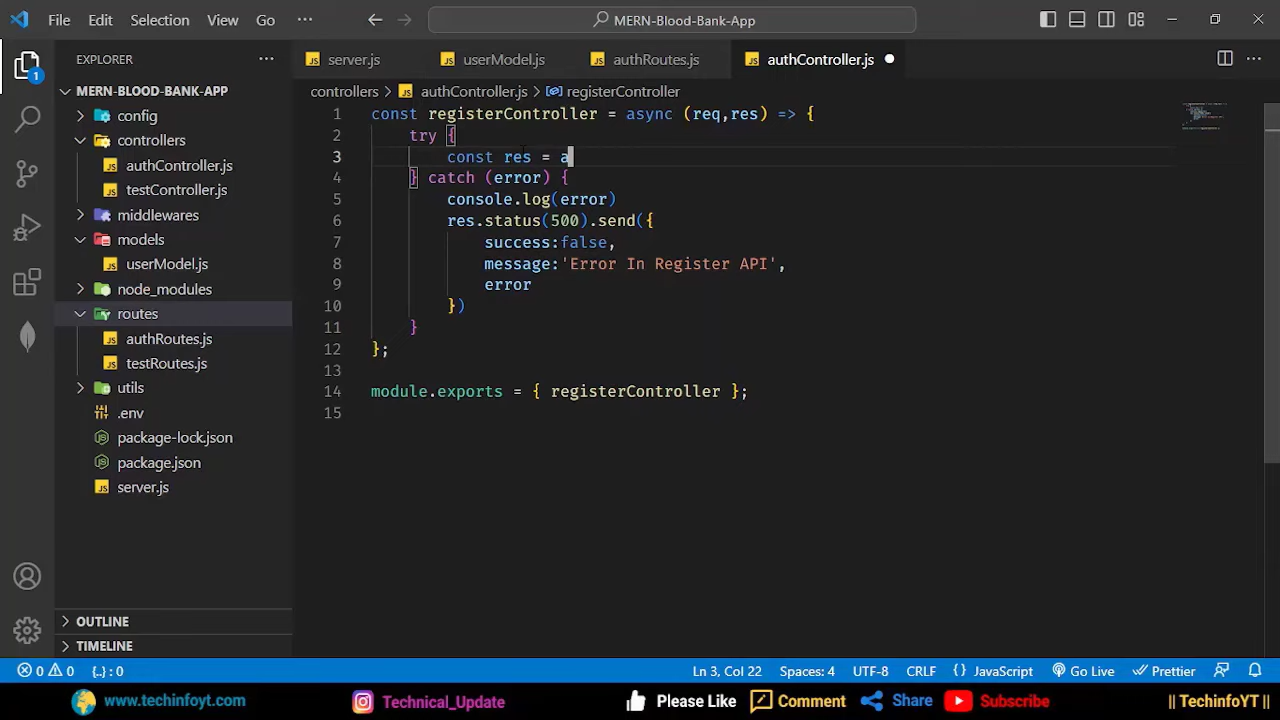 File Edit Selection View Go ··· MERN-Blood-Bank-App
EXPLORER ···
server.js userModel.js authRoutes.js authController.js ···
MERN-BLOOD-BANK-APP
config
controllers
authController.js
testController.js
middlewares
models
userModel.js
node_modules
routes
authRoutes.js
testRoutes.js
utils
.env
package-lock.json
package.json
server.js
OUTLINE
TIMELINE
1
controllers > authController.js > registerController
1 const registerController = async (req,res) => {
2 try {
3 const res = a
4 } catch (error) {
5 console.log(error)
6 res.status(500).send({
7 success:false,
8 message:'Error In Register API',
9 error
10 })
11 }
12 };
13
14 module.exports = { registerController };
15
0 0 {..} : 0 Ln 3, Col 22 Spaces: 4 UTF-8 CRLF {} JavaScript Go Live Prettier
www.techinfoyt.com Technical_Update Please Like Comment Share Subscribe || TechinfoYT ||